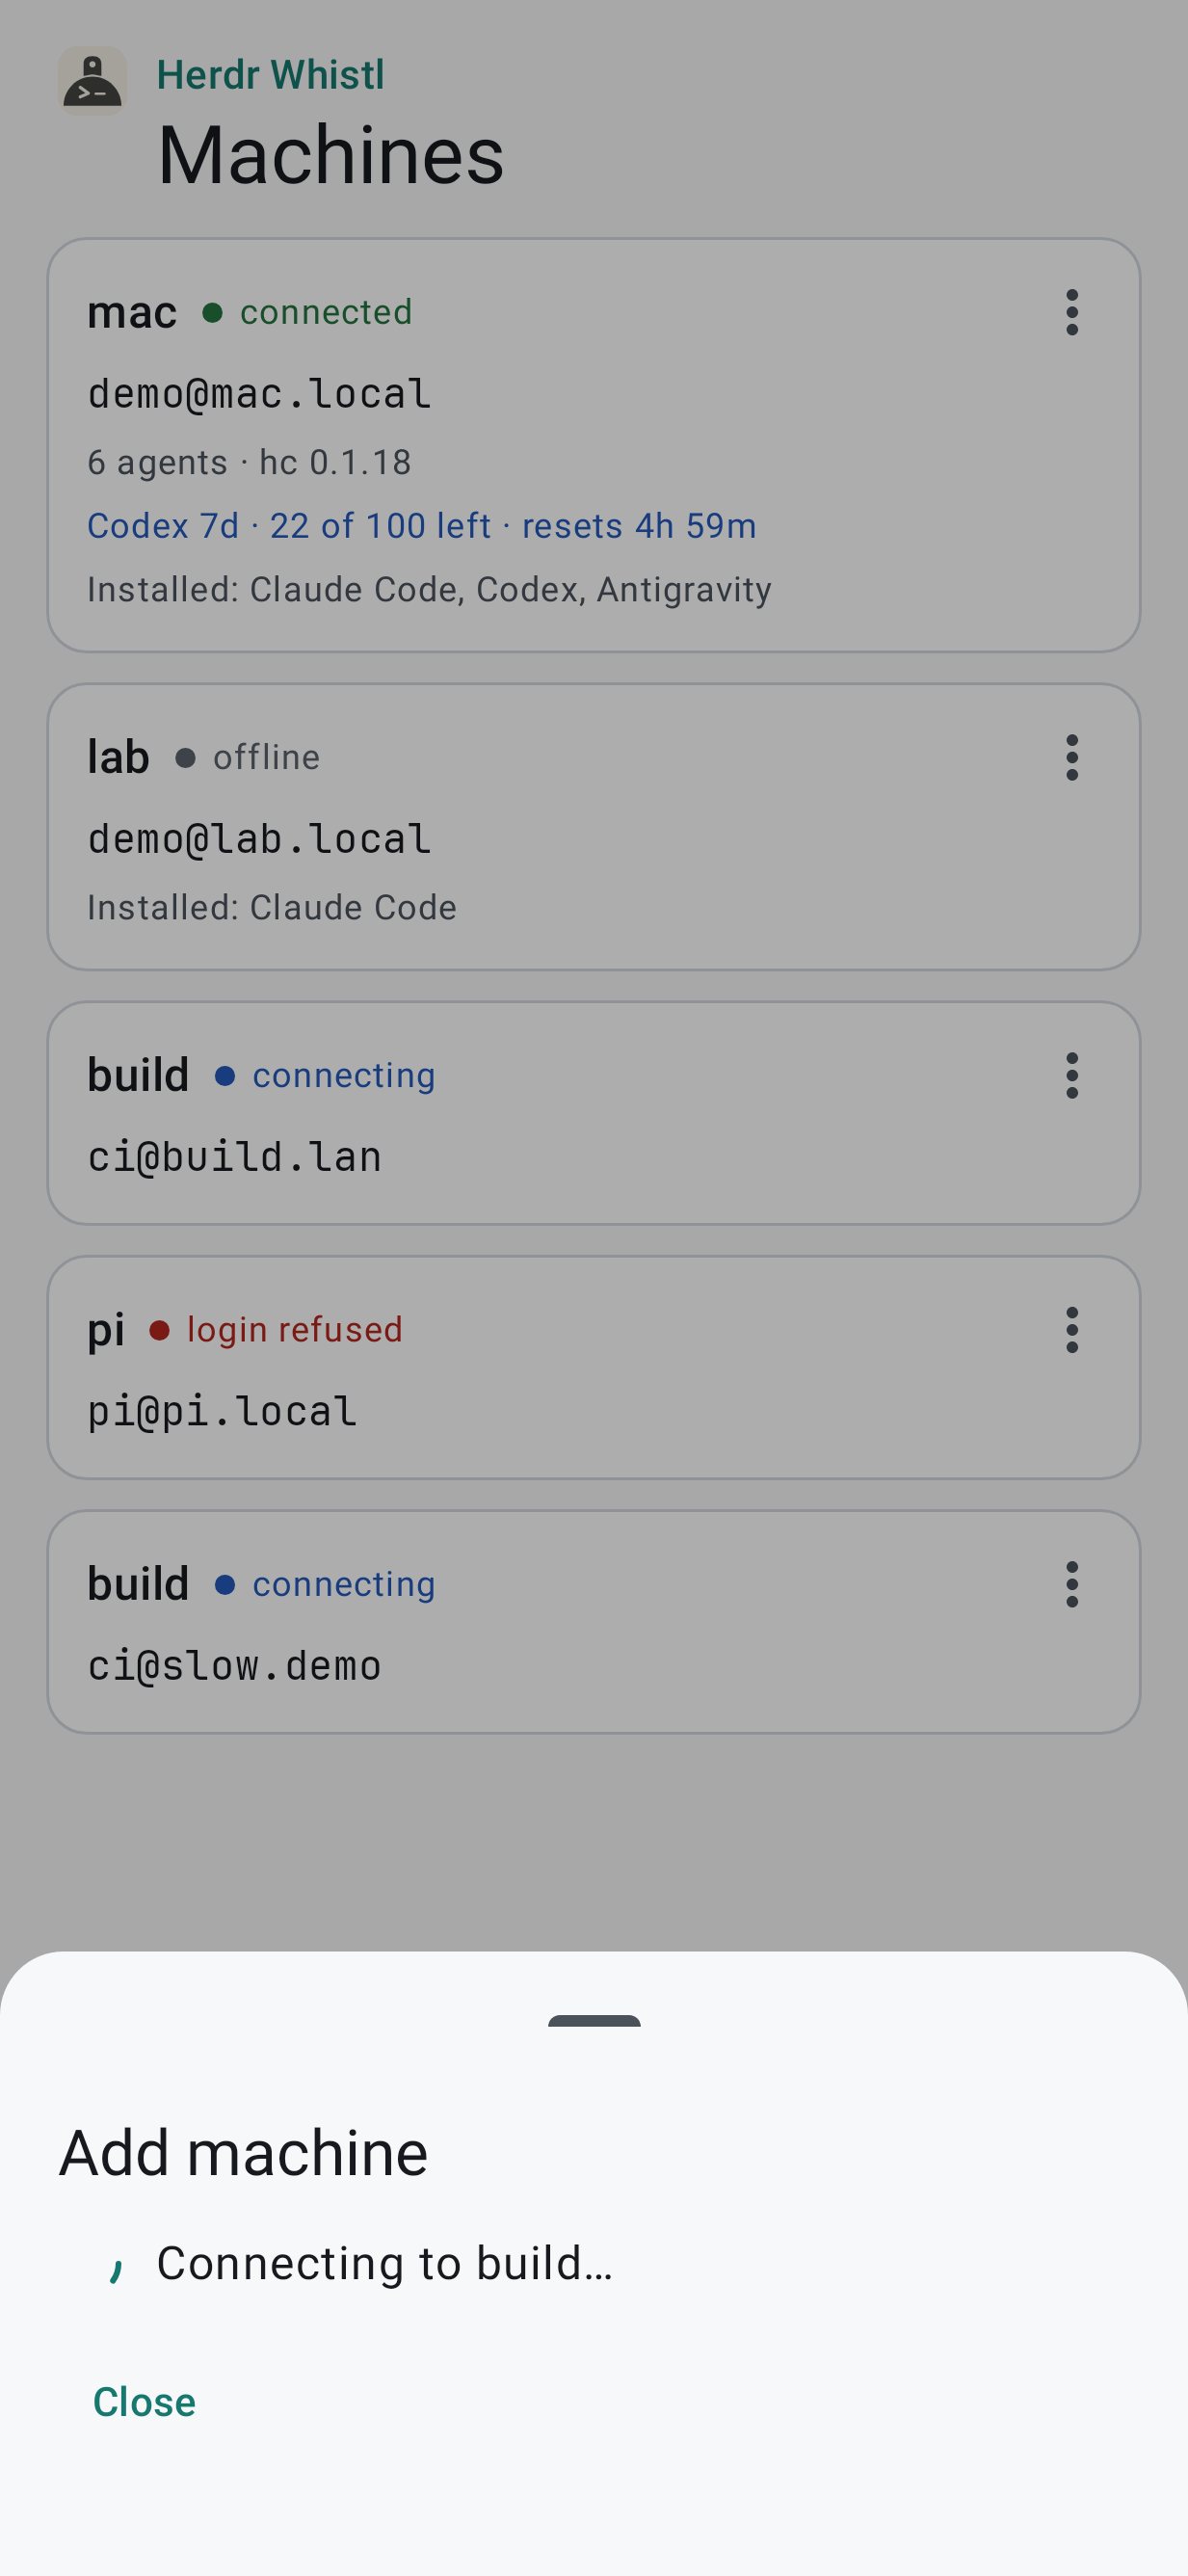 Herdr Whistl
Machines
mac ● connected
demo@mac.local
6 agents · hc 0.1.18
Codex 7d · 22 of 100 left · resets 4h 59m
Installed: Claude Code, Codex, Antigravity
lab ● offline
demo@lab.local
Installed: Claude Code
build ● connecting
ci@build.lan
pi ● login refused
pi@pi.local
build ● connecting
ci@slow.demo
Add machine
Connecting to build…
Close